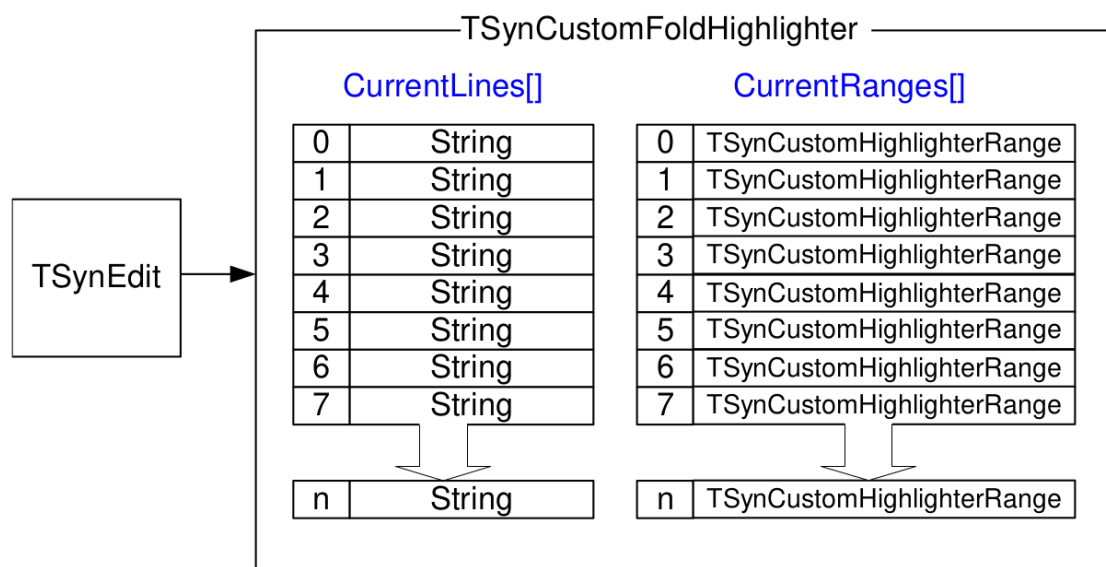 TSynCustomFoldHighlighter
CurrentLines[] CurrentRanges[]
0 String 0 TSynCustomHighlighterRange
1 String 1 TSynCustomHighlighterRange
2 String 2 TSynCustomHighlighterRange
3 String 3 TSynCustomHighlighterRange
TSynEdit
4 String 4 TSynCustomHighlighterRange
5 String 5 TSynCustomHighlighterRange
6 String 6 TSynCustomHighlighterRange
7 String 7 TSynCustomHighlighterRange
n String n TSynCustomHighlighterRange